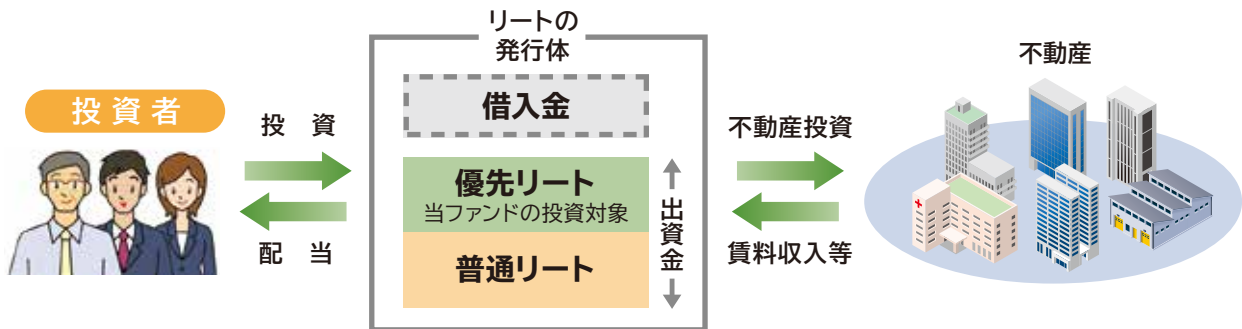 投資者
投資
配当
リートの
発行体
借入金
優先リート
当ファンドの投資対象
普通リート
出資金
不動産投資
賃料収入等
不動産